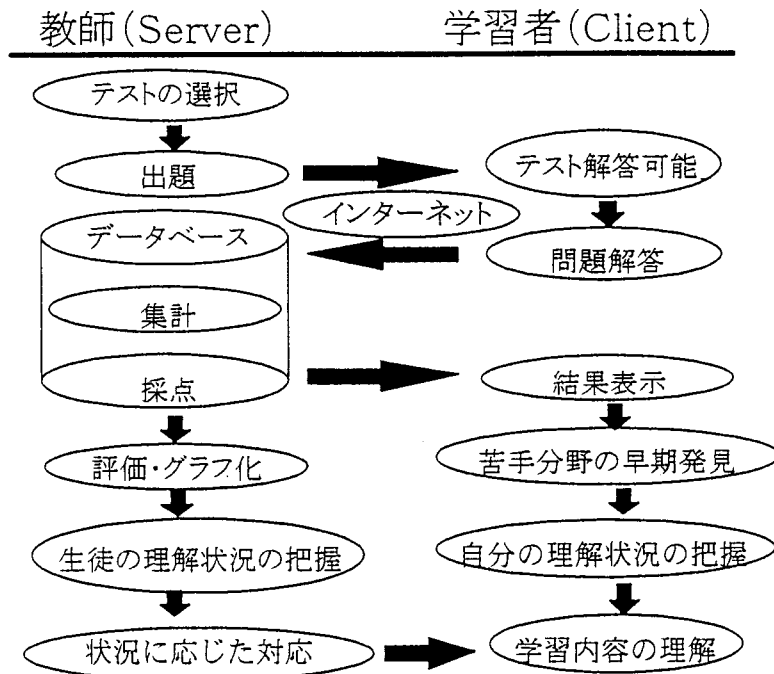 教師(Server)
学習者(Client)
テストの選択
出題
テスト解答可能
インターネット
データベース
問題解答
集計
採点
結果表示
評価・グラフ化
苦手分野の早期発見
生徒の理解状況の把握
自分の理解状況の把握
状況に応じた対応
学習内容の理解